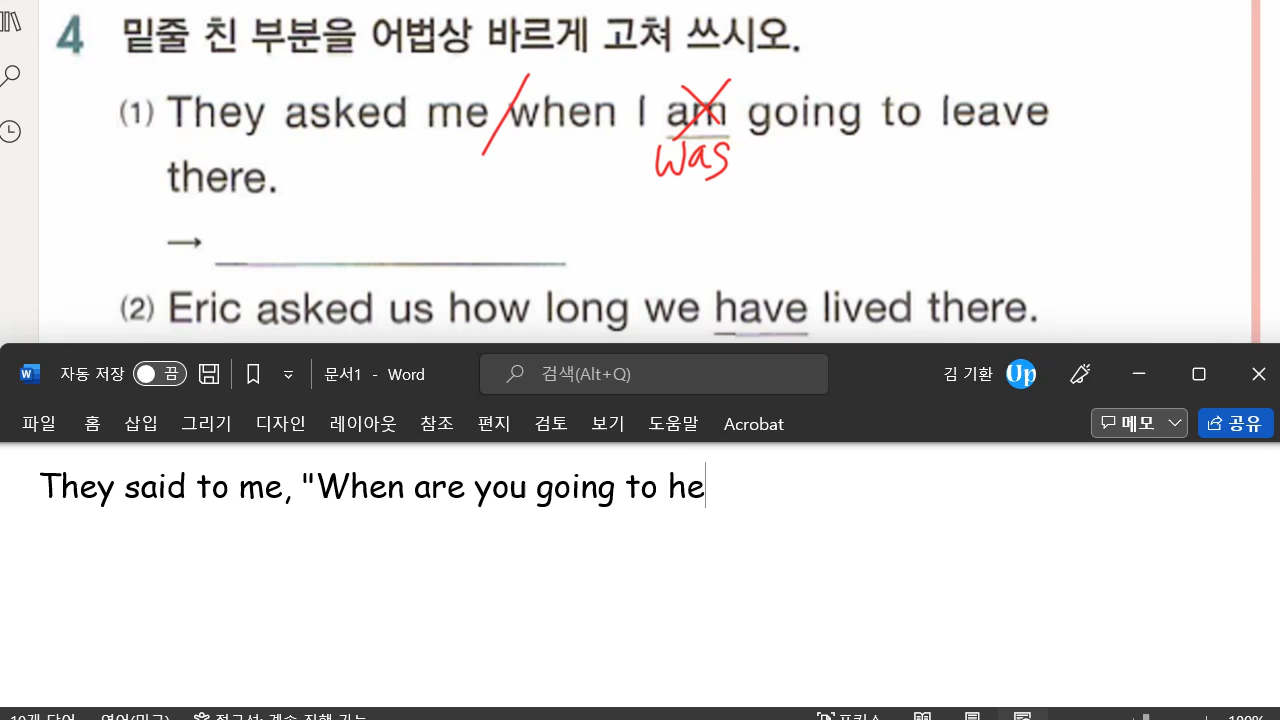 4 밑줄 친 부분을 어법상 바르게 고쳐 쓰시오.
(1) They asked me when I am going to leave
was
there.
→
(2) Eric asked us how long we have lived there.
자동 저장 끔 문서1 - Word 검색(Alt+Q) 김 기환 Up
파일 홈 삽입 그리기 디자인 레이아웃 참조 편지 검토 보기 도움말 Acrobat 메모 공유
They said to me, "When are you going to he